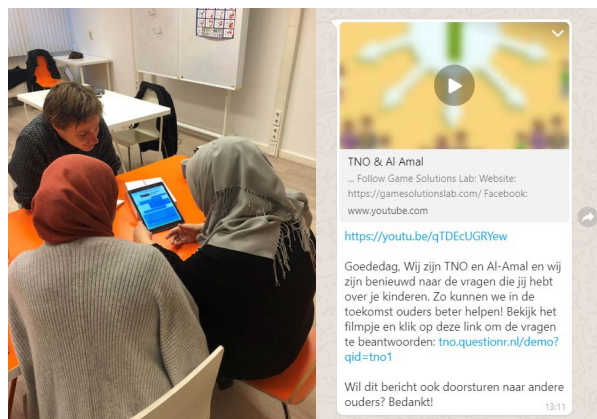 TNO
TNO & Al Amal
... Follow Game Solutions Lab: Website:
https://gamesolutionslab.com/ Facebook:
www.youtube.com
https://youtu.be/qTDEcUGRYew
Goededag, Wij zijn TNO en Al-Amal en wij
zijn benieuwd naar de vragen die jij hebt
over je kinderen. Zo kunnen we in de
toekomst ouders beter helpen! Bekijk het
filmpje en klik op deze link om de vragen
te beantwoorden: tno.questionr.nl/demo?
qid=tno1
Wil dit bericht ook doorsturen naar andere
ouders? Bedankt!
13:11